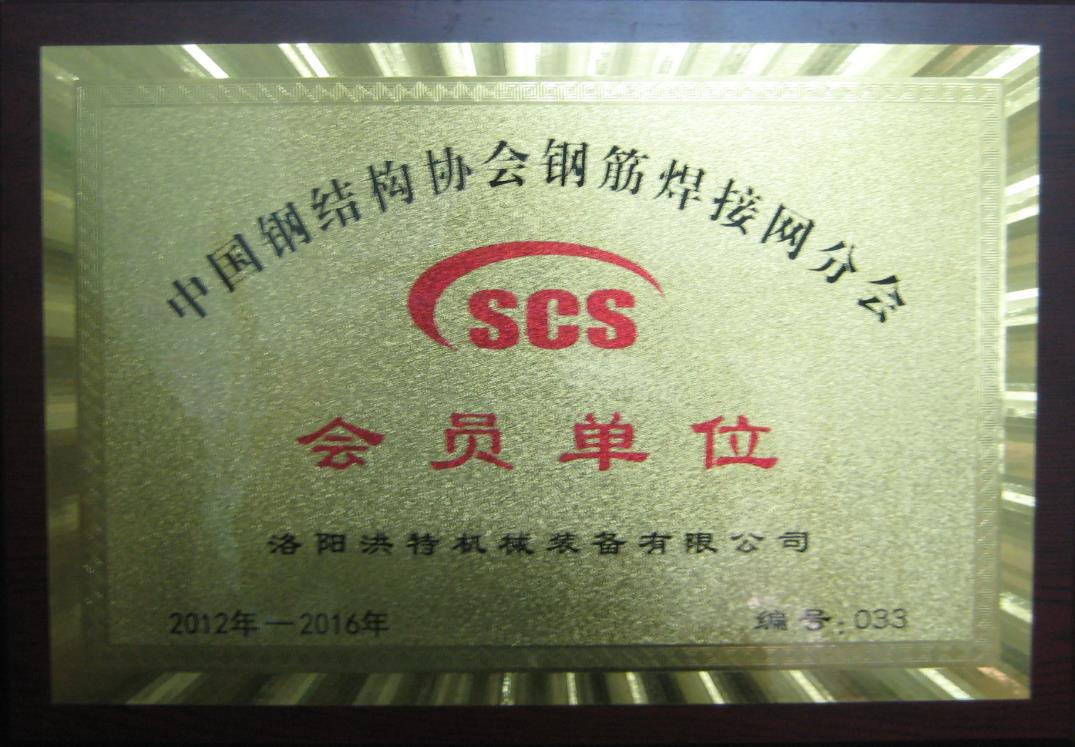 中国钢结构协会钢筋焊接网分会
SCS
会员单位
洛阳洪特机械装备有限公司
2012年—2016年
编号:033